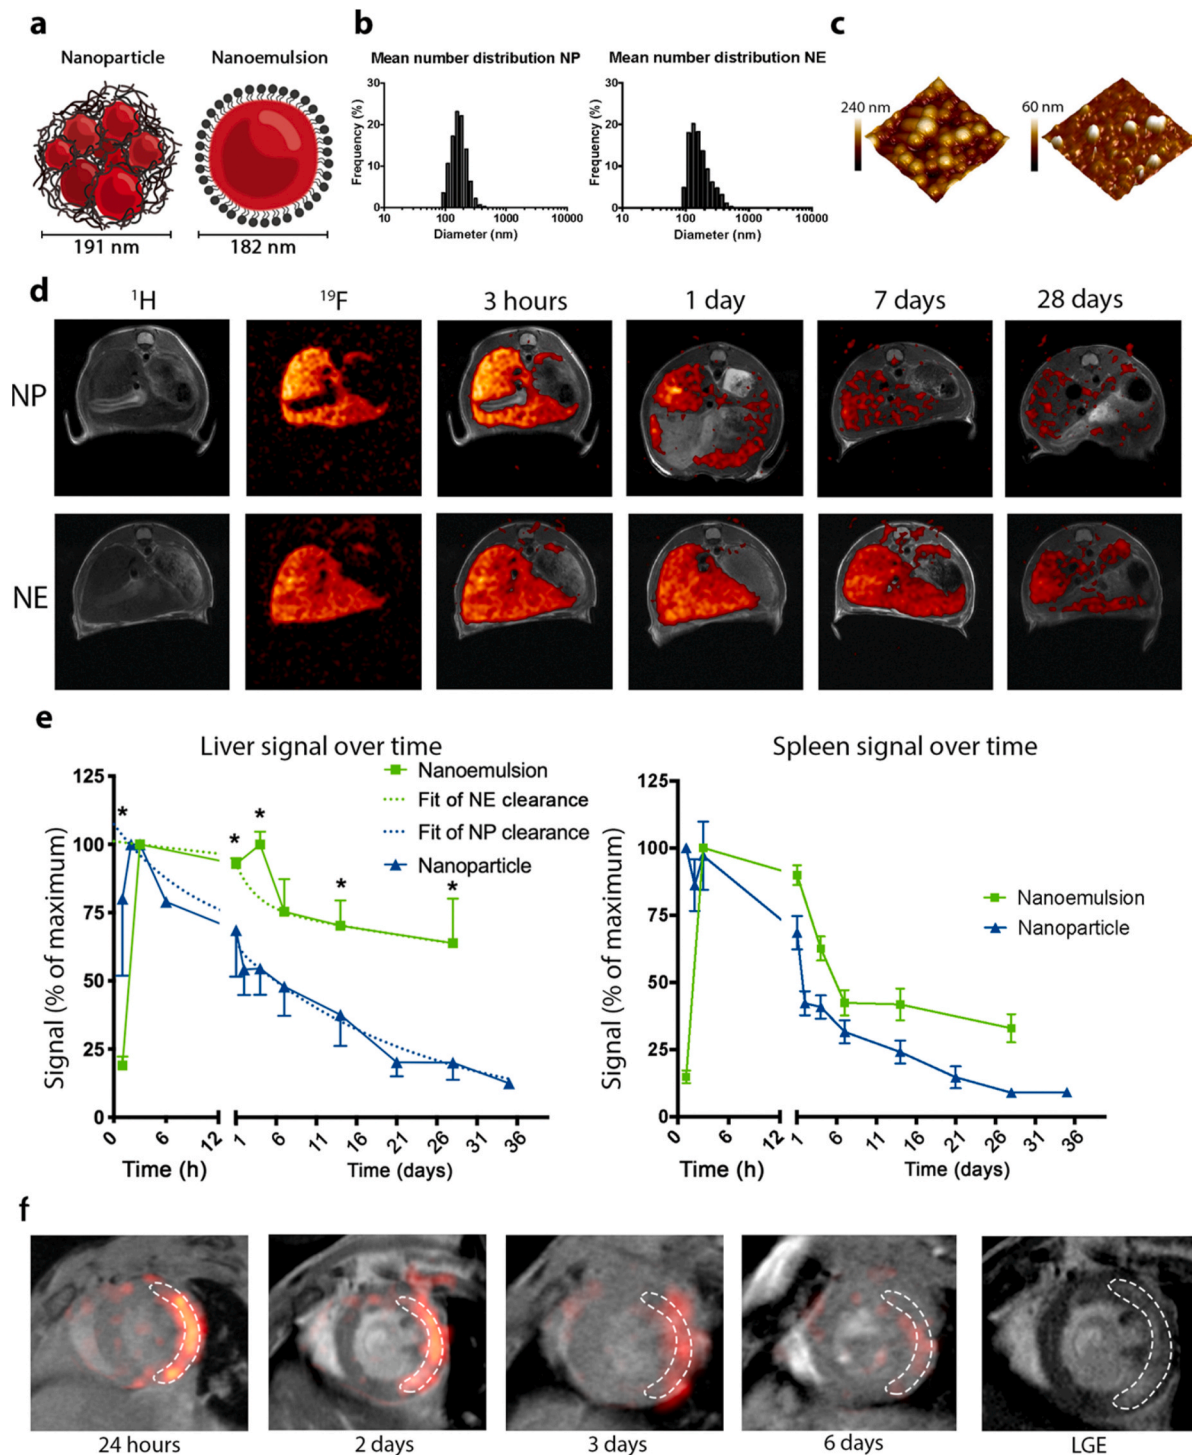 a
Nanoparticle
Nanoemulsion
191 nm
182 nm
b
Mean number distribution NP
Frequency (%)
30
20
10
0
10
100
1000
10000
Diameter (nm)
Mean number distribution NE
Frequency (%)
30
20
10
0
10
100
1000
10000
Diameter (nm)
c
240 nm
60 nm
d
¹H
¹⁹F
3 hours
1 day
7 days
28 days
NP
NE
e
Liver signal over time
Nanoemulsion
Fit of NE clearance
Fit of NP clearance
Nanoparticle
Signal (% of maximum)
125
100
75
50
25
0
* * * * *
0 6 12 1 6 11 16 21 26 31 36
Time (h)
Time (days)
Spleen signal over time
Nanoemulsion
Nanoparticle
Signal (% of maximum)
125
100
75
50
25
0
0 6 12 1 6 11 16 21 26 31 36
Time (h)
Time (days)
f
24 hours
2 days
3 days
6 days
LGE